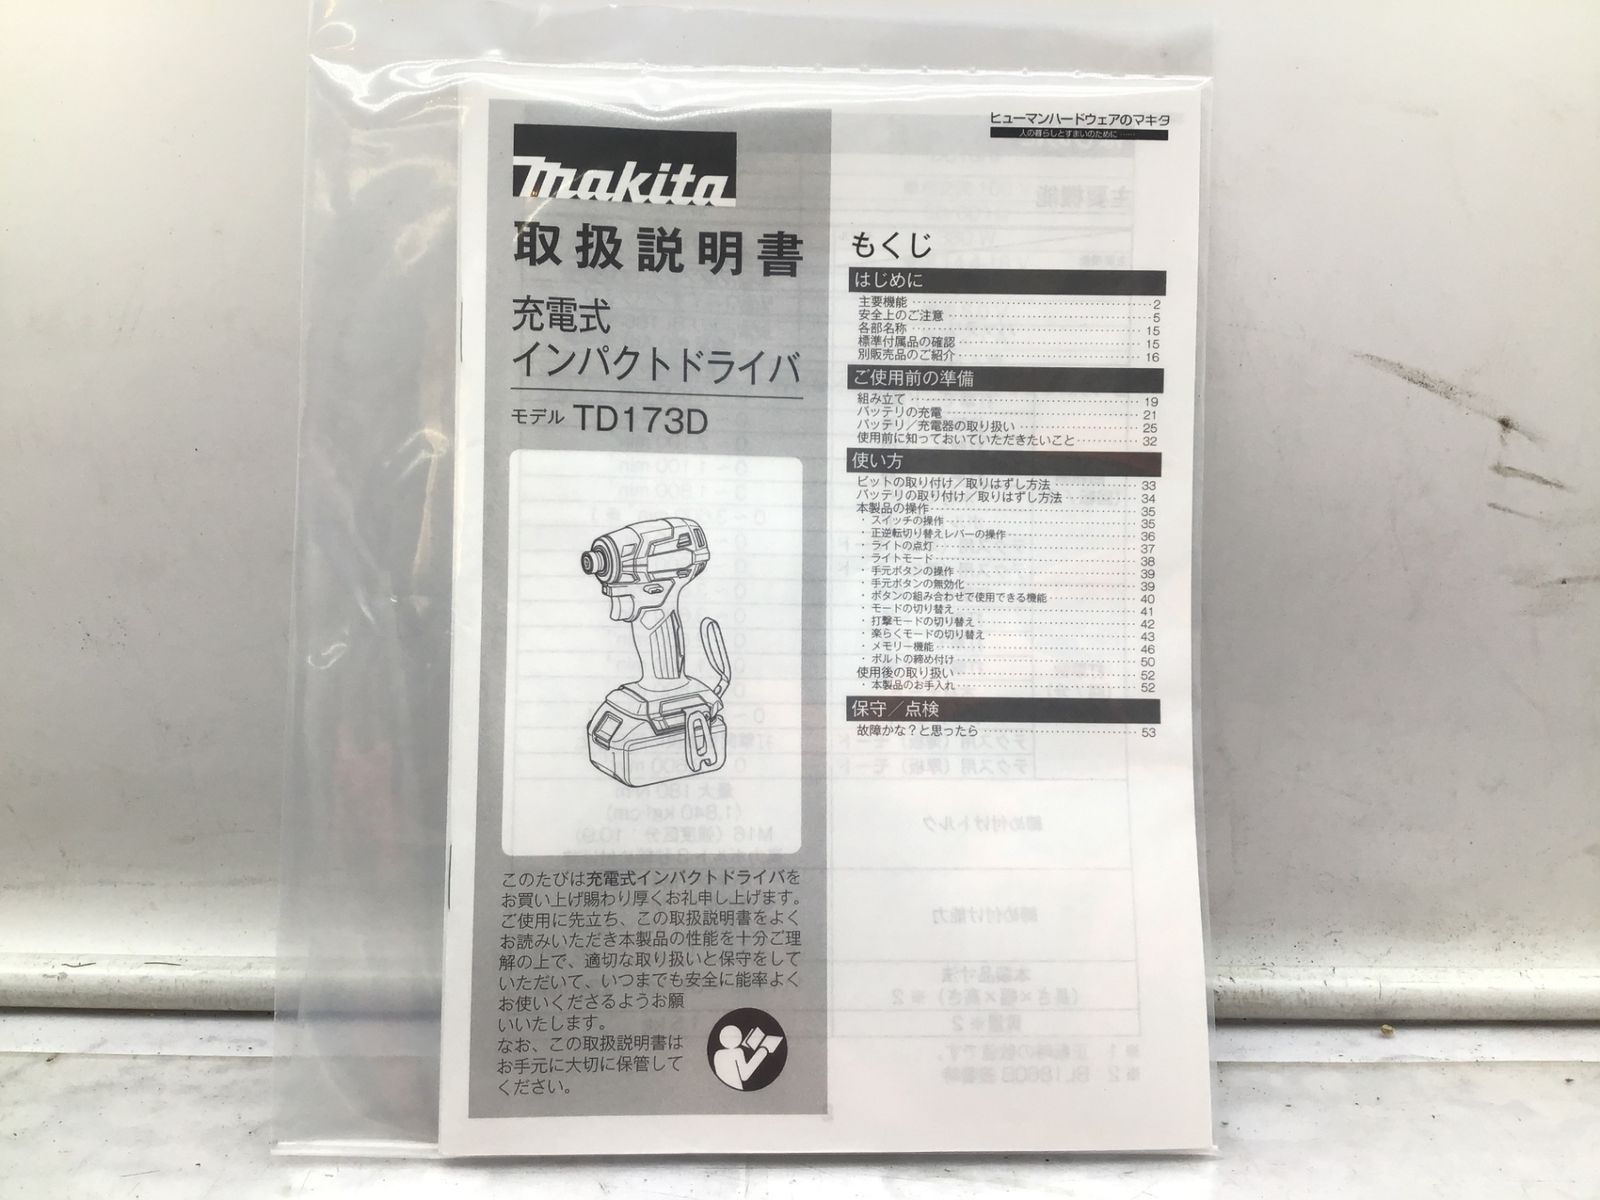 makita
取扱説明書
充電式
インパクトドライバ
モデル TD173D
このたびは充電式インパクトドライバを
お買い上げ賜わり厚くお礼申し上げます。
ご使用に先立ち、この取扱説明書をよく
お読みいただき本製品の性能を十分ご理
解の上で、適切な取り扱いと保守をして
いただいて、いつまでも安全に能率よく
お使いくださるようお願
いいたします。
なお、この取扱説明書は
お手元に大切に保管して
ください。
ヒューマンハードウェアのマキタ
人の暮らしとすまいのために……
もくじ
はじめに
主要機能 2
安全上のご注意 5
各部名称 15
標準付属品の確認 15
別販売品のご紹介 16
ご使用前の準備
組み立て 19
バッテリの充電 21
バッテリ／充電器の取り扱い 25
使用前に知っておいていただきたいこと 32
使い方
ビットの取り付け／取りはずし方法 33
バッテリの取り付け／取りはずし方法 34
本製品の操作 35
・スイッチの操作 35
・正逆転切り替えレバーの操作 36
・ライトの点灯 37
・ライトモード 38
・手元ボタンの操作 39
・手元ボタンの無効化 39
・ボタンの組み合わせで使用できる機能 40
・モードの切り替え 41
・打撃モードの切り替え 42
・楽らくモードの切り替え 43
・メモリー機能 46
・ボルトの締め付け 50
使用後の取り扱い 52
・本製品のお手入れ 52
保守／点検
故障かな？と思ったら 53